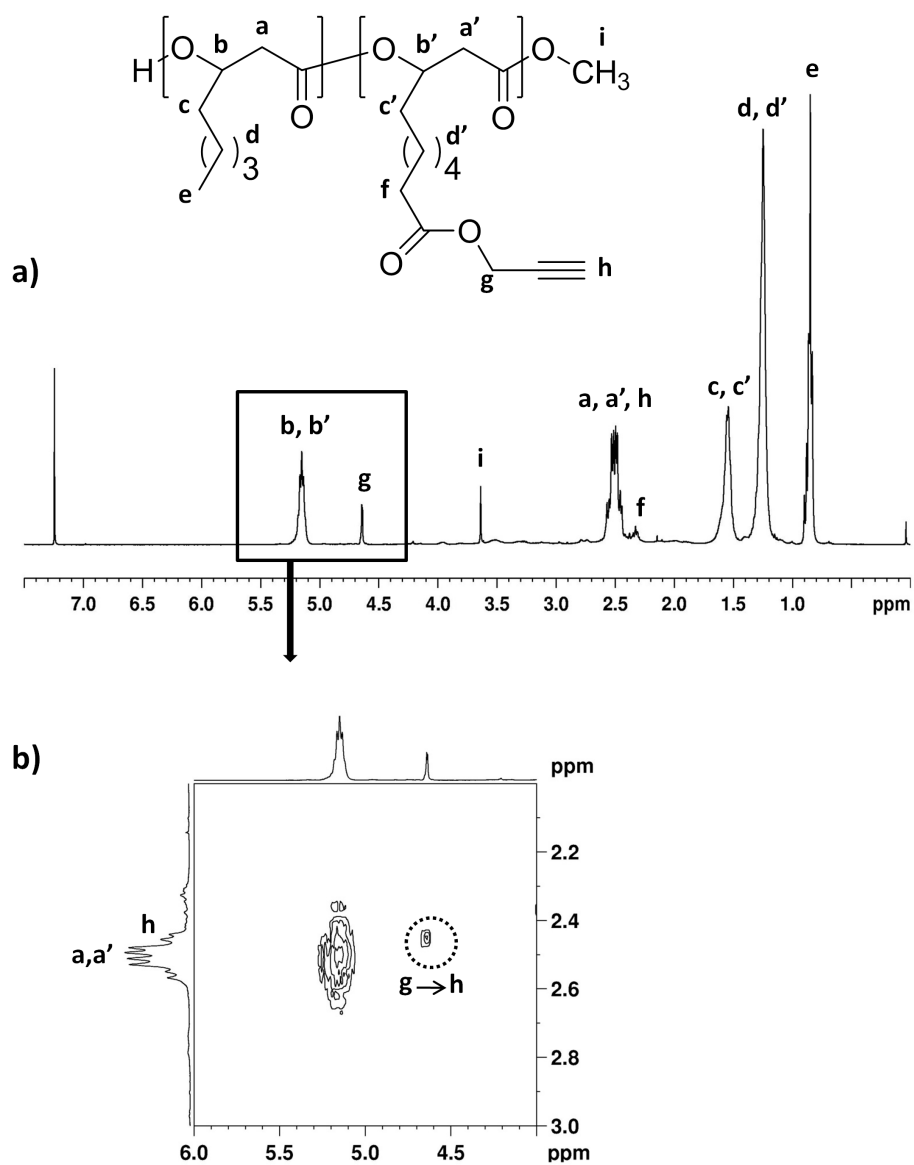 a)
H O b a O O b’ a’ O O i CH3
c d 3 e
c’ d’ 4 f
O O g h
b, b’
g
i
a, a’, h
f
c, c’
d, d’
e
7.0 6.5 6.0 5.5 5.0 4.5 4.0 3.5 3.0 2.5 2.0 1.5 1.0 ppm
b)
ppm
2.2
2.4
2.6
2.8
3.0
h
a,a’
g → h
6.0 5.5 5.0 4.5 ppm